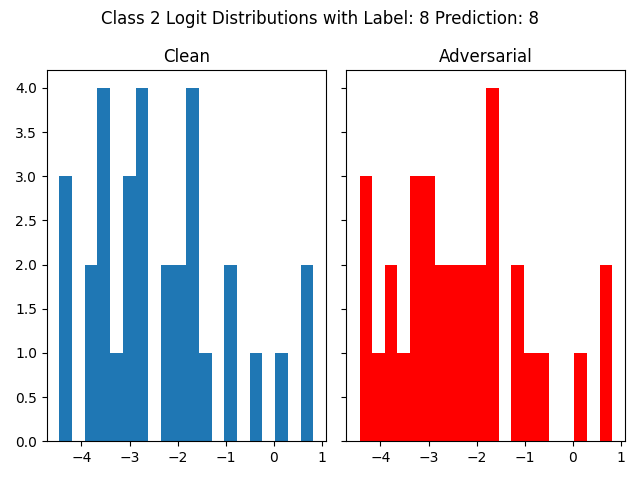 Class 2 Logit Distributions with Label: 8 Prediction: 8
Clean
Adversarial
4.0
3.5
3.0
2.5
2.0
1.5
1.0
0.5
0.0
−4 −3 −2 −1 0 1
−4 −3 −2 −1 0 1